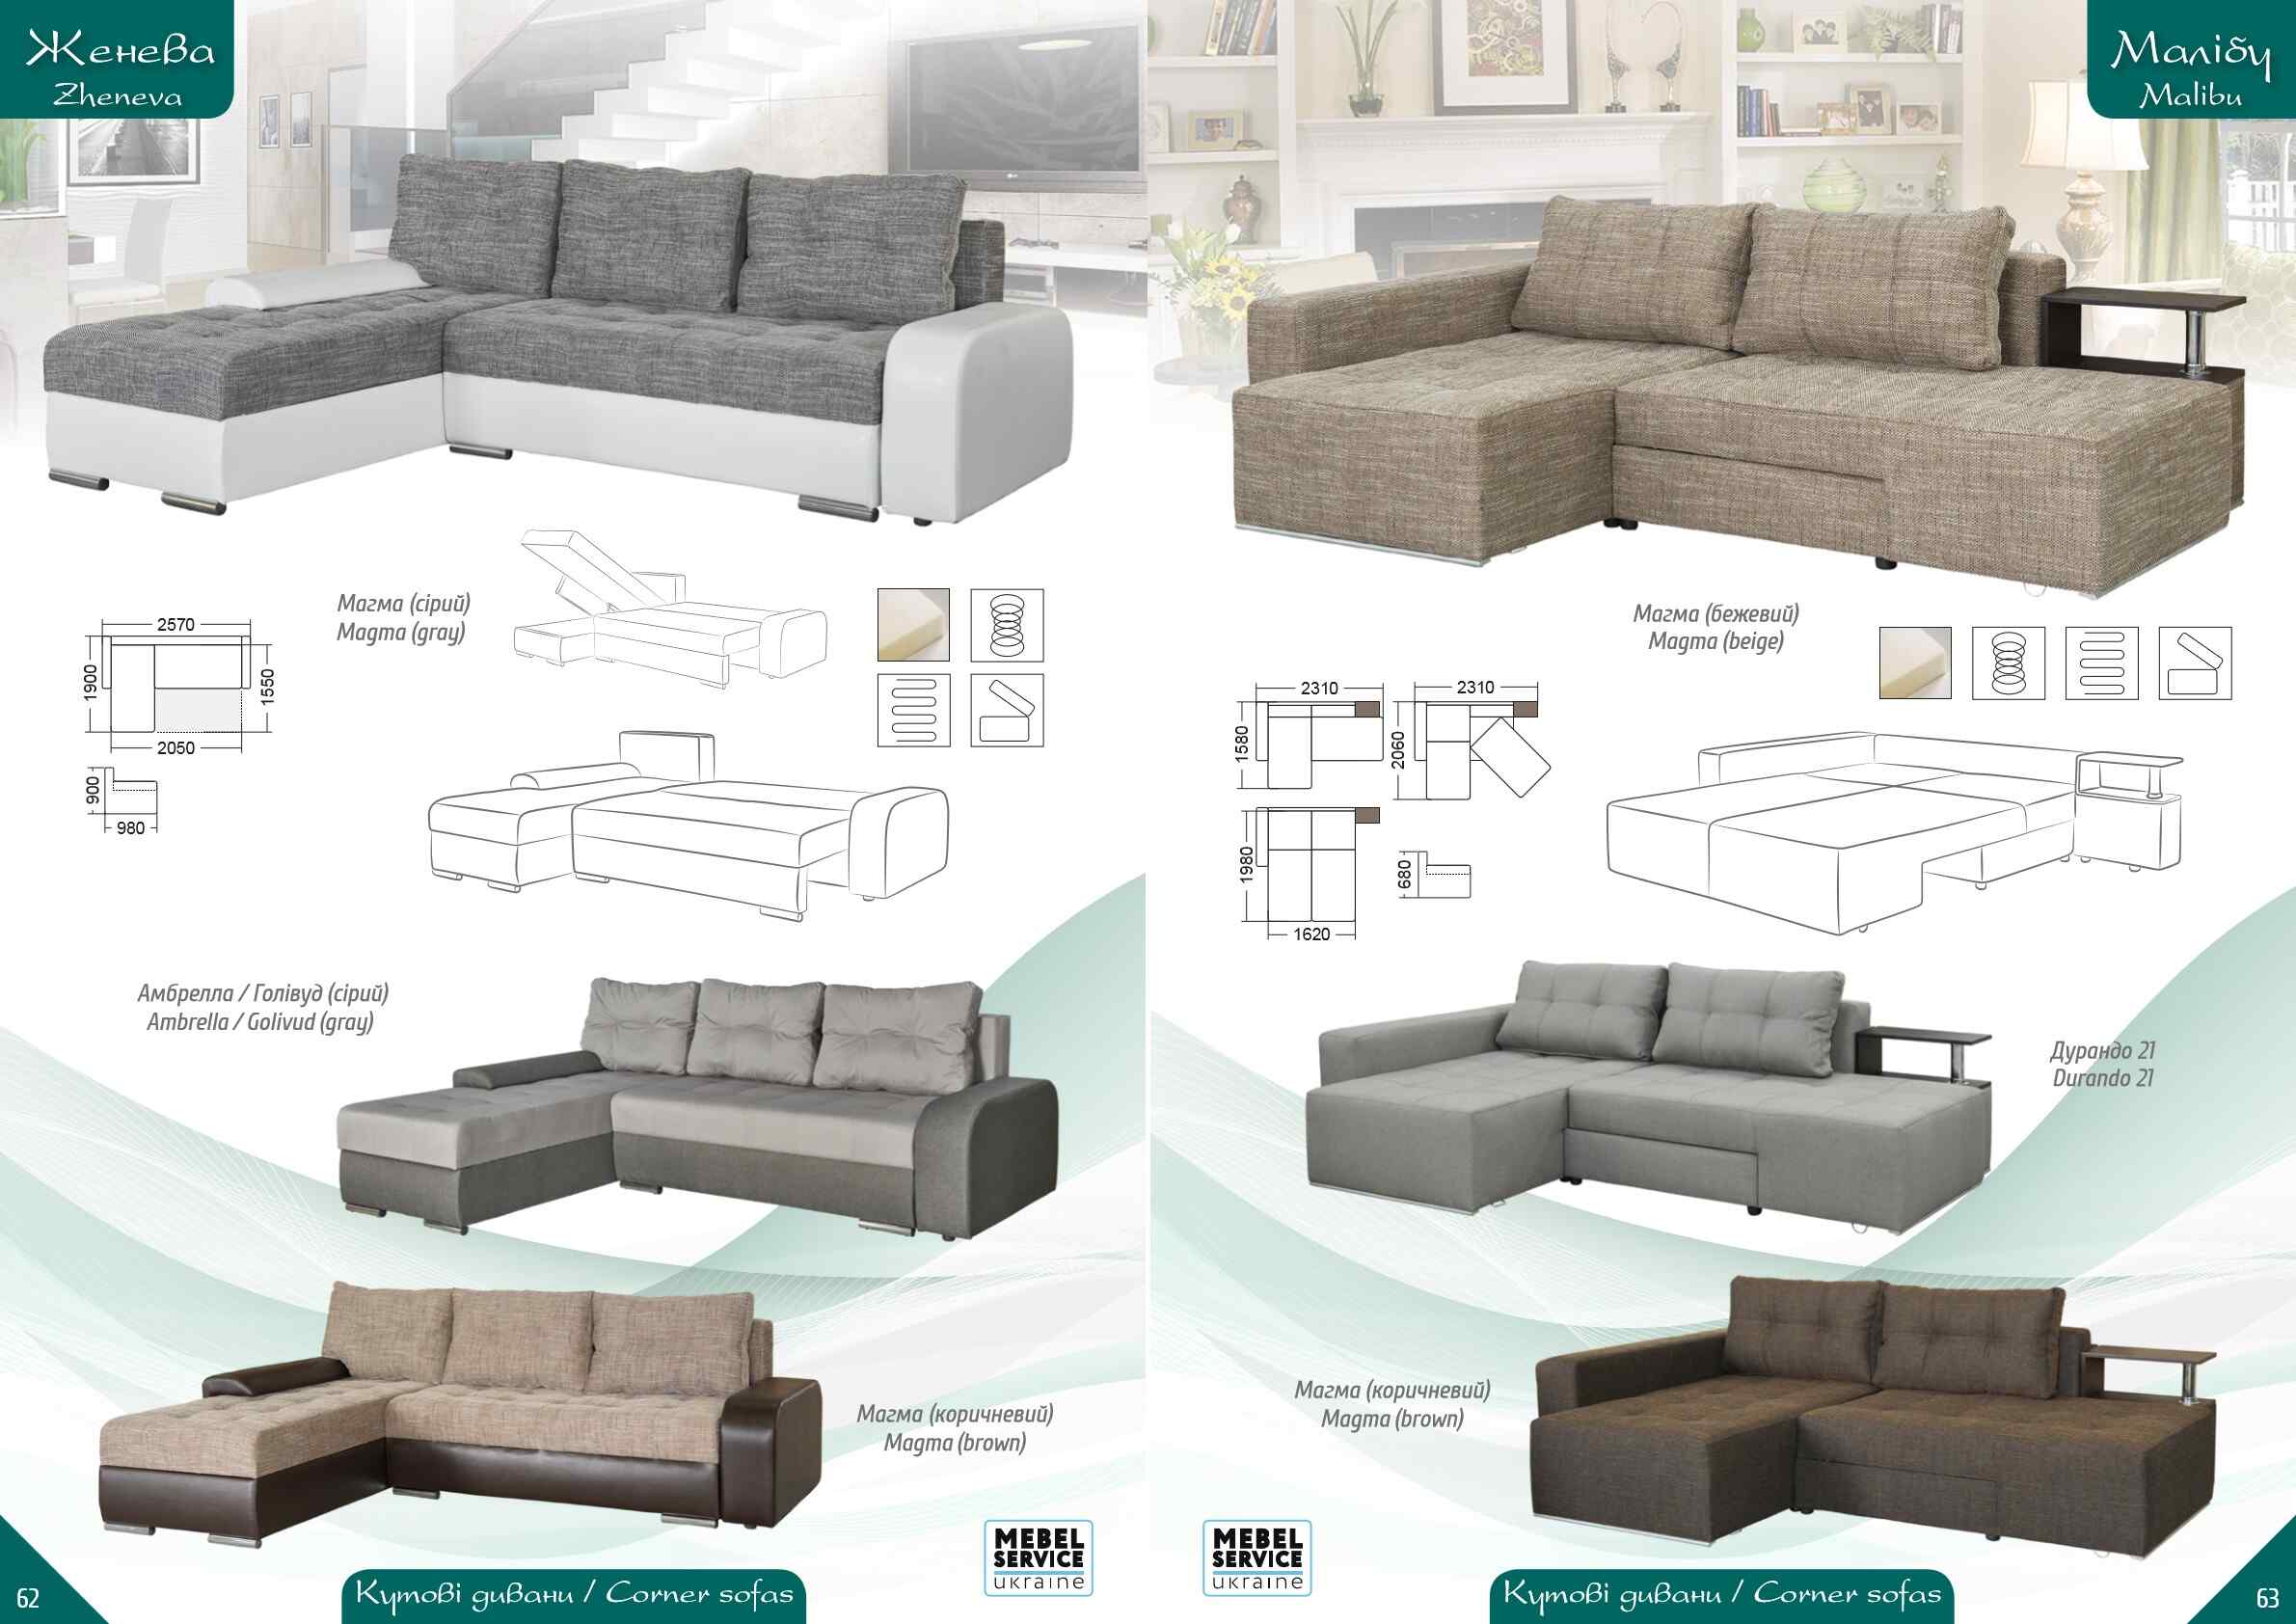 Женева
Zheneva
Магма (сірий)
Magma (gray)
2570
1900
1550
2050
900
980
Амбрелла / Голівуд (сірий)
Ambrella / Golivud (gray)
Магма (коричневий)
Magma (brown)
MEBEL
SERVICE
ukraine
62
Кутові дивани / Corner sofas
Малібу
Malibu
Магма (бежевий)
Magma (beige)
2310
2310
1580
2060
1980
680
1620
Дурандо 21
Durando 21
Магма (коричневий)
Magma (brown)
MEBEL
SERVICE
ukraine
Кутові дивани / Corner sofas
63